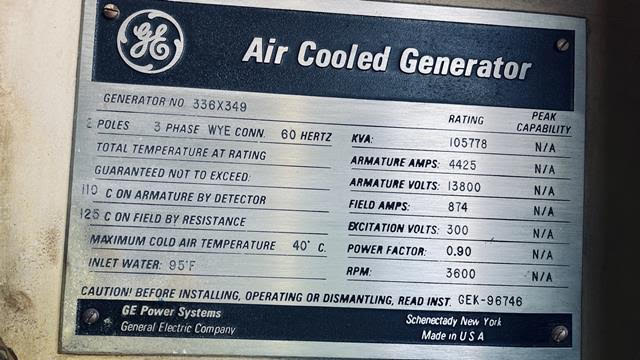 GE
Air Cooled Generator
GENERATOR NO 336X349
2 POLES 3 PHASE WYE CONN. 60 HERTZ
TOTAL TEMPERATURE AT RATING
GUARANTEED NOT TO EXCEED:
110 C ON ARMATURE BY DETECTOR
125 C ON FIELD BY RESISTANCE
MAXIMUM COLD AIR TEMPERATURE 40° C.
INLET WATER: 95°F
RATING PEAK CAPABILITY
KVA: 105778 N/A
ARMATURE AMPS: 4425 N/A
ARMATURE VOLTS: 13800 N/A
FIELD AMPS: 874 N/A
EXCITATION VOLTS: 300 N/A
POWER FACTOR: 0.90 N/A
RPM: 3600 N/A
CAUTION! BEFORE INSTALLING, OPERATING OR DISMANTLING, READ INST. GEK-96746
GE Power Systems
General Electric Company
Schenectady New York
Made in U S A